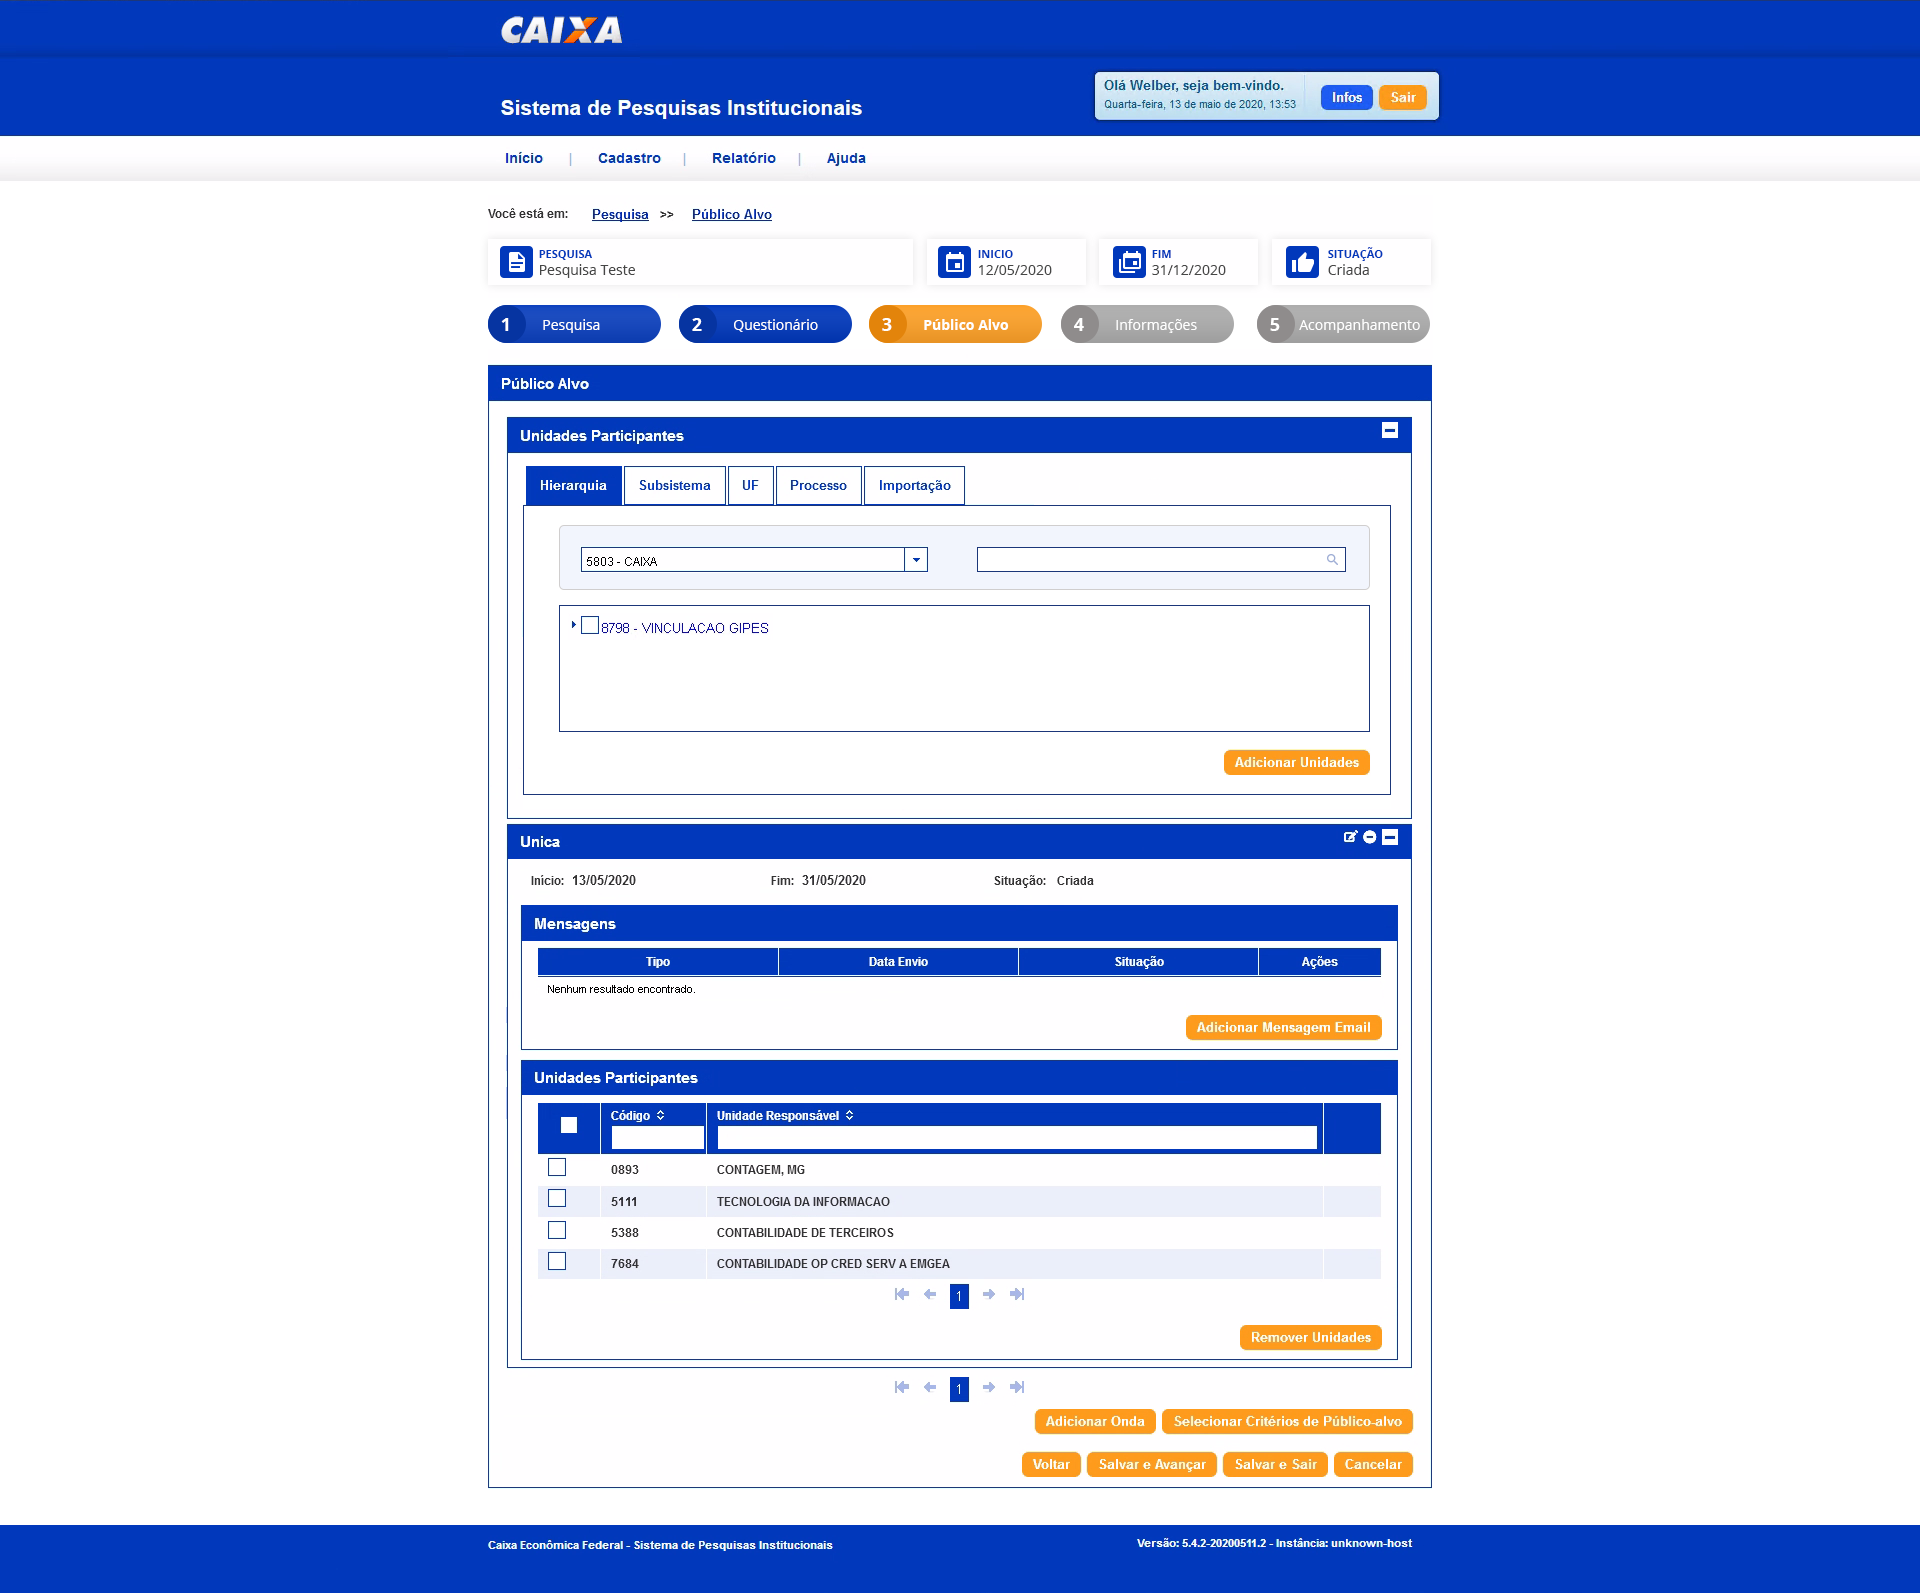 CAIXA
Sistema de Pesquisas Institucionais
Olá Welber, seja bem-vindo.
Quarta-feira, 13 de maio de 2020, 13:53
Infos
Sair
Início | Cadastro | Relatório | Ajuda
Você está em: Pesquisa >> Público Alvo
PESQUISA
Pesquisa Teste
INICIO
12/05/2020
FIM
31/12/2020
SITUAÇÃO
Criada
1 Pesquisa
2 Questionário
3 Público Alvo
4 Informações
5 Acompanhamento
Público Alvo
Unidades Participantes
Hierarquia Subsistema UF Processo Importação
5803 - CAIXA
8798 - VINCULACAO GIPES
Adicionar Unidades
Unica
Início: 13/05/2020 Fim: 31/05/2020 Situação: Criada
Mensagens
Tipo Data Envio Situação Ações
Nenhum resultado encontrado.
Adicionar Mensagem Email
Unidades Participantes
Código Unidade Responsável
0893 CONTAGEM, MG
5111 TECNOLOGIA DA INFORMACAO
5388 CONTABILIDADE DE TERCEIROS
7684 CONTABILIDADE OP CRED SERV A EMGEA
1
Remover Unidades
1
Adicionar Onda Selecionar Critérios de Público-alvo
Voltar Salvar e Avançar Salvar e Sair Cancelar
Caixa Econômica Federal - Sistema de Pesquisas Institucionais
Versão: 5.4.2-20200511.2 - Instância: unknown-host